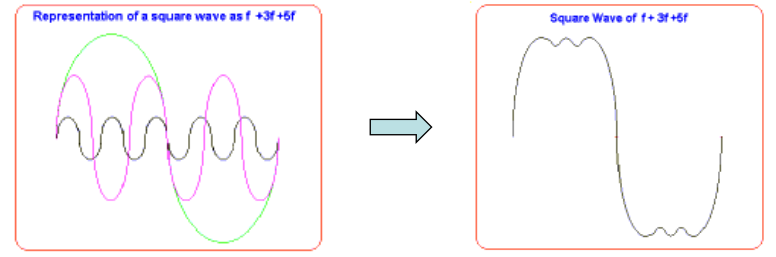 Representation of a square wave as f +3f+5f
Square Wave of f+ 3f+5f